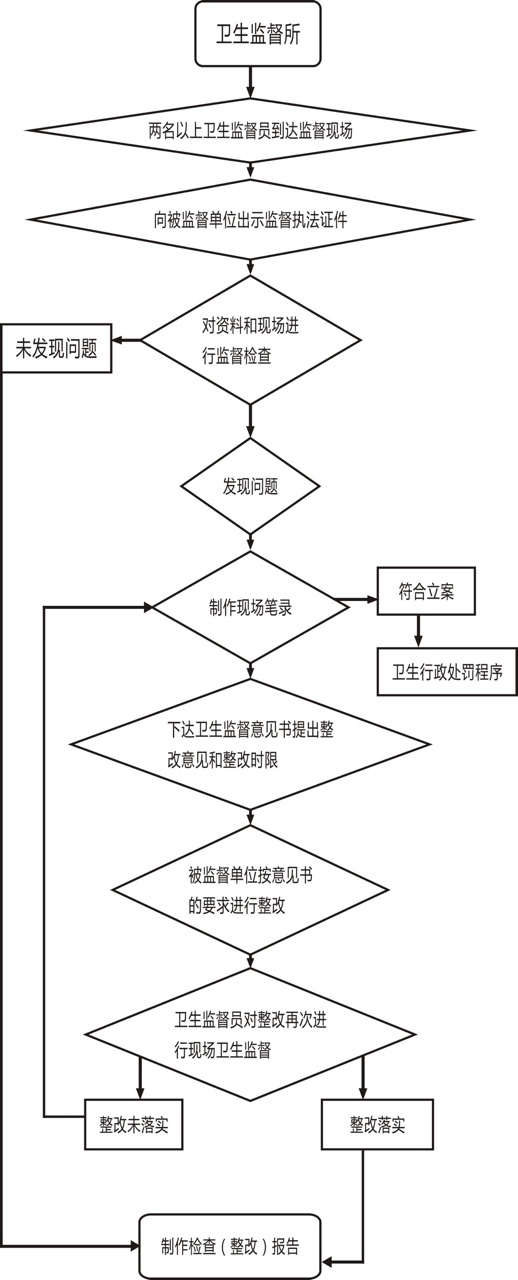 卫生监督所
两名以上卫生监督员到达监督现场
向被监督单位出示监督执法证件
对资料和现场进
行监督检查
未发现问题
发现问题
制作现场笔录
符合立案
卫生行政处罚程序
下达卫生监督意见书提出整
改意见和整改时限
被监督单位按意见书
的要求进行整改
卫生监督员对整改再次进
行现场卫生监督
整改未落实
整改落实
制作检查（整改）报告